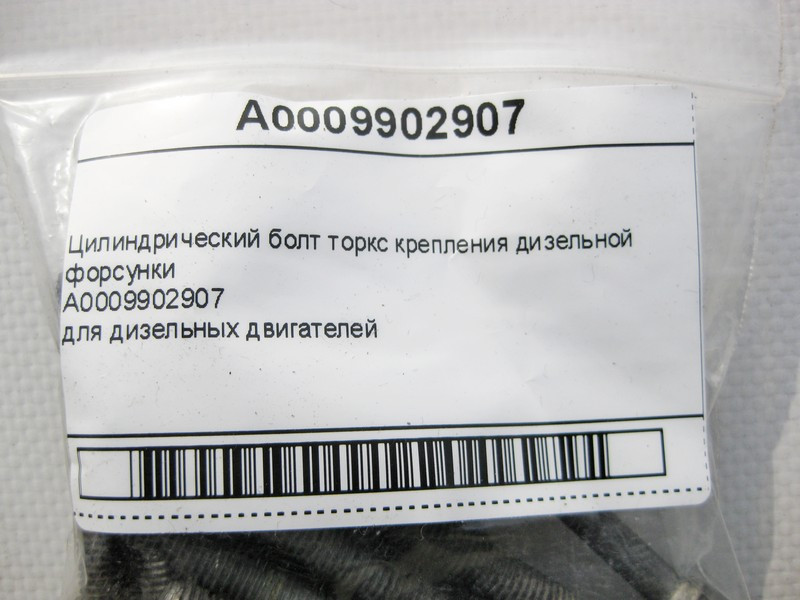 A0009902907
Цилиндрический болт торкс крепления дизельной
форсунки
A0009902907
для дизельных двигателей